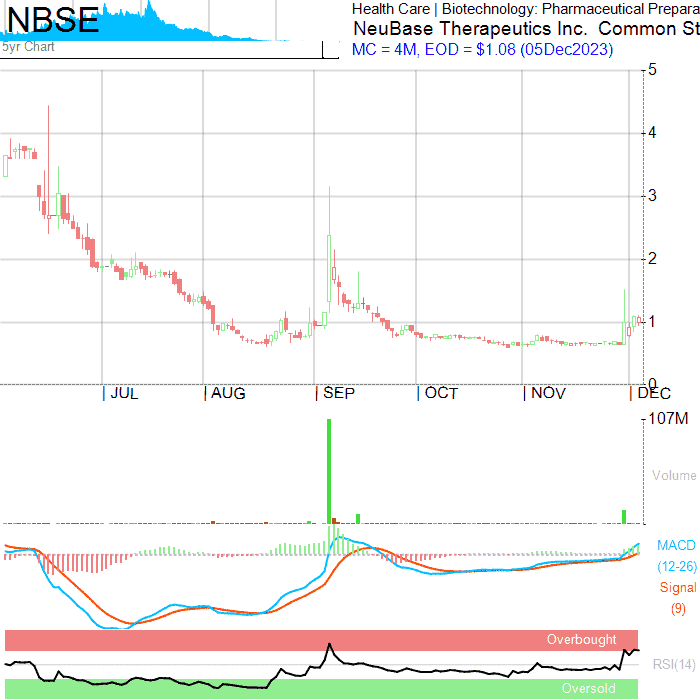 NBSE
5yr Chart
Health Care | Biotechnology: Pharmaceutical Prepara
NeuBase Therapeutics Inc. Common St
MC = 4M, EOD = $1.08 (05Dec2023)
5
4
3
2
1
0
JUL AUG SEP OCT NOV DEC
107M
Volume
MACD
(12-26)
Signal
(9)
Overbought
RSI(14)
Oversold